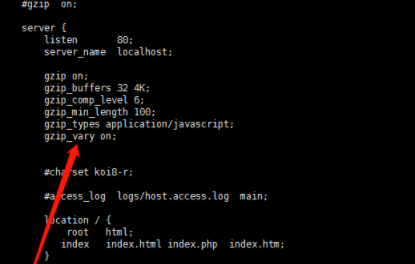 #gzip  on;
server {
listen       80;
server_name  localhost;
gzip on;
gzip_buffers 32 4K;
gzip_comp_level 6;
gzip_min_length 100;
gzip_types application/javascript;
gzip_vary on;
#charset koi8-r;
#access_log  logs/host.access.log  main;
location / {
root   html;
index   index.html index.php  index.htm;
}